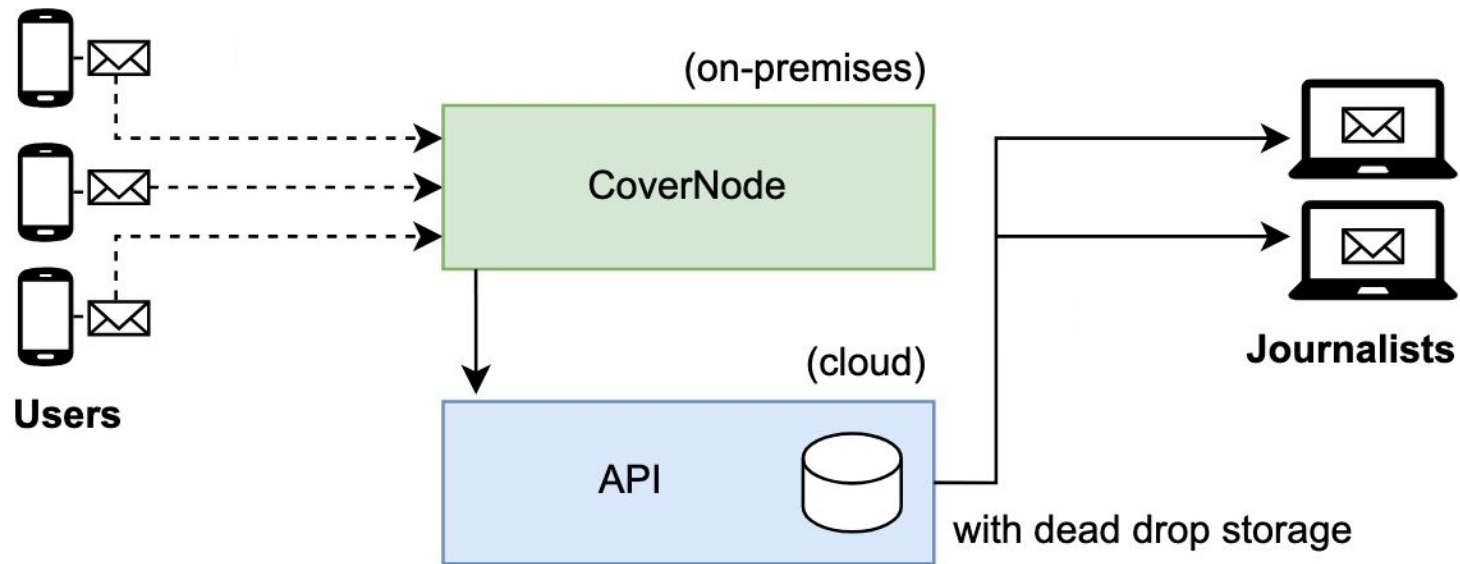 (on-premises)
CoverNode
Journalists
(cloud)
Users
API
with dead drop storage